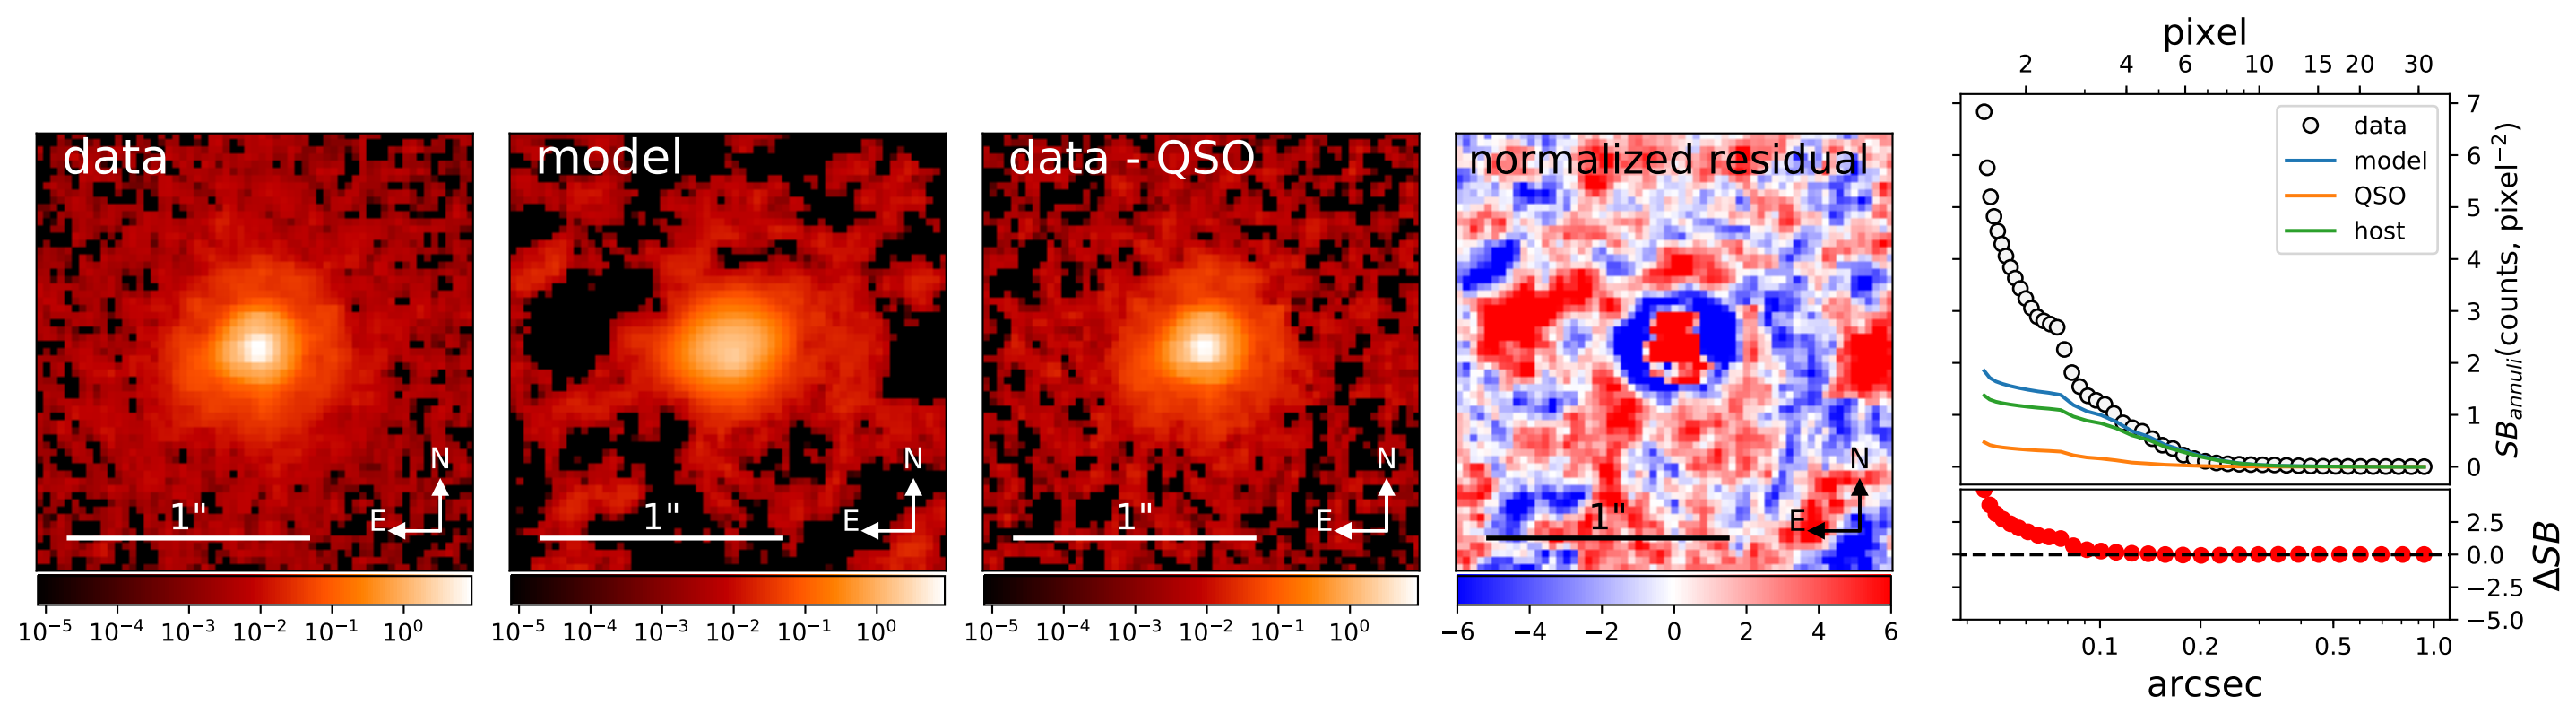 data
1"
N
E
10⁻⁵ 10⁻⁴ 10⁻³ 10⁻² 10⁻¹ 10⁰
model
1"
N
E
10⁻⁵ 10⁻⁴ 10⁻³ 10⁻² 10⁻¹ 10⁰
data - QSO
1"
N
E
10⁻⁵ 10⁻⁴ 10⁻³ 10⁻² 10⁻¹ 10⁰
normalized residual
1"
N
E
−6 −4 −2 0 2 4 6
pixel
2 4 6 10 15 20 30
data
model
QSO
host
7
6
5
4
3
2
1
0
SB_annuli(counts, pixel⁻²)
2.5
0.0
−2.5
−5.0
ΔSB
0.1 0.2 0.5 1.0
arcsec